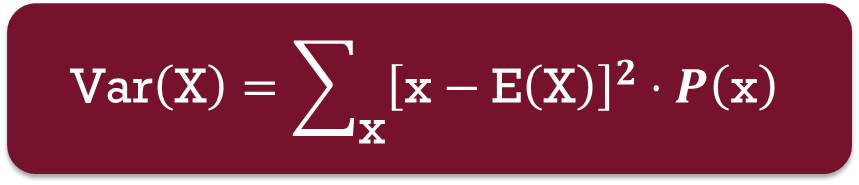 Var(X) = ∑ₓ[x − E(X)]² · P(x)